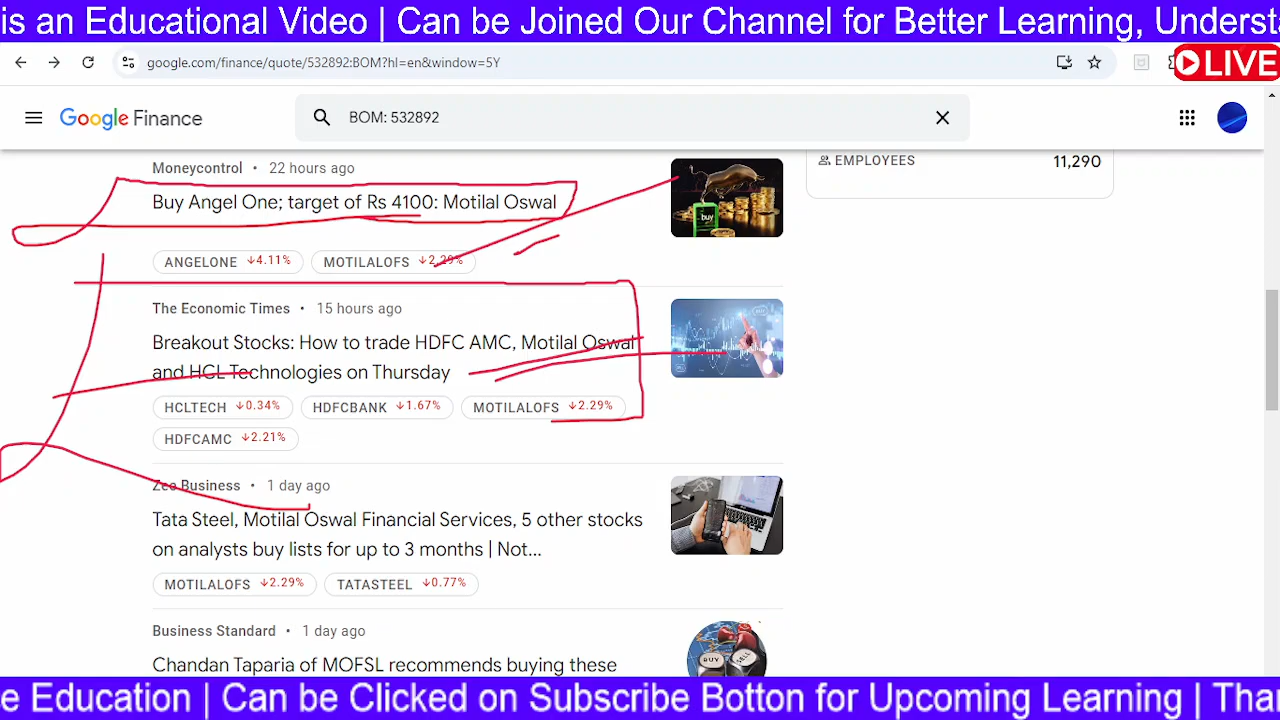 is an Educational Video | Can be Joined Our Channel for Better Learning, Understa
google.com/finance/quote/532892:BOM?hl=en&window=5Y
LIVE
Google Finance
BOM: 532892
Moneycontrol • 22 hours ago
EMPLOYEES 11,290
Buy Angel One; target of Rs 4100: Motilal Oswal
buy
ANGELONE ↓4.11% MOTILALOFS ↓2.29%
The Economic Times • 15 hours ago
Breakout Stocks: How to trade HDFC AMC, Motilal Oswal
and HCL Technologies on Thursday
HCLTECH ↓0.34% HDFCBANK ↓1.67% MOTILALOFS ↓2.29%
HDFCAMC ↓2.21%
Zee Business • 1 day ago
Tata Steel, Motilal Oswal Financial Services, 5 other stocks
on analysts buy lists for up to 3 months | Not...
MOTILALOFS ↓2.29% TATASTEEL ↓0.77%
Business Standard • 1 day ago
Chandan Taparia of MOFSL recommends buying these
BUY SELL
e Education | Can be Clicked on Subscribe Botton for Upcoming Learning | Tha